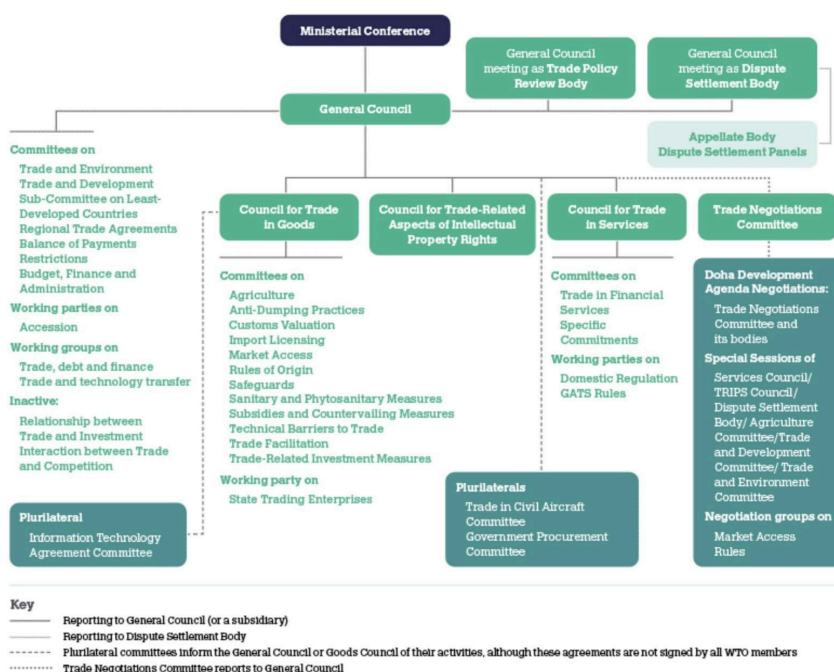 Ministerial Conference
General Council
meeting as Trade Policy
Review Body
General Council
meeting as Dispute
Settlement Body
General Council
Appellate Body
Dispute Settlement Panels
Committees on
Trade and Environment
Trade and Development
Sub-Committee on Least-
Developed Countries
Regional Trade Agreements
Balance of Payments
Restrictions
Budget, Finance and
Administration
Working parties on
Accession
Working groups on
Trade, debt and finance
Trade and technology transfer
Inactive:
Relationship between
Trade and Investment
Interaction between Trade
and Competition
Plurilateral
Information Technology
Agreement Committee
Council for Trade
in Goods
Committees on
Agriculture
Anti-Dumping Practices
Customs Valuation
Import Licensing
Market Access
Rules of Origin
Safeguards
Sanitary and Phytosanitary Measures
Subsidies and Countervailing Measures
Technical Barriers to Trade
Trade Facilitation
Trade-Related Investment Measures
Working party on
State Trading Enterprises
Council for Trade-Related
Aspects of Intellectual
Property Rights
Plurilaterals
Trade in Civil Aircraft
Committee
Government Procurement
Committee
Council for Trade
in Services
Committees on
Trade in Financial
Services
Specific
Commitments
Working parties on
Domestic Regulation
GATS Rules
Trade Negotiations
Committee
Doha Development
Agenda Negotiations:
Trade Negotiations
Committee and
its bodies
Special Sessions of
Services Council/
TRIPS Council/
Dispute Settlement
Body/ Agriculture
Committee/Trade
and Development
Committee/ Trade
and Environment
Committee
Negotiation groups on
Market Access
Rules
Key
Reporting to General Council (or a subsidiary)
Reporting to Dispute Settlement Body
Plurilateral committees inform the General Council or Goods Council of their activities, although these agreements are not signed by all WTO members
Trade Negotiations Committee reports to General Council